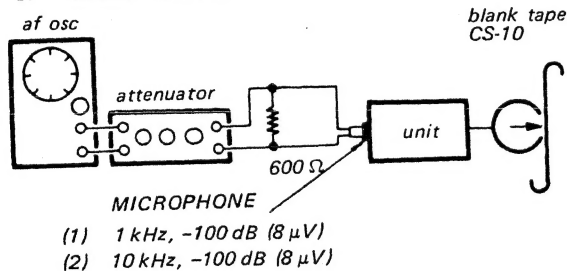 af osc
blank tape
CS-10
attenuator
unit
600 Ω
MICROPHONE
(1) 1 kHz, -100 dB (8 μV)
(2) 10 kHz, -100 dB (8 μV)